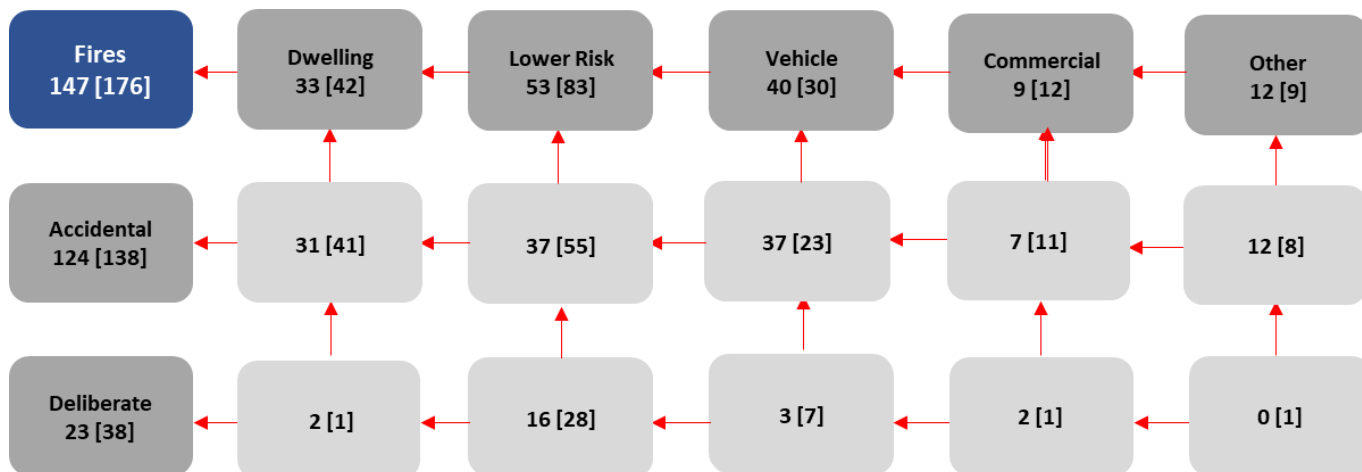 Fires
147 [176]
Dwelling
33 [42]
Lower Risk
53 [83]
Vehicle
40 [30]
Commercial
9 [12]
Other
12 [9]
Accidental
124 [138]
31 [41]
37 [55]
37 [23]
7 [11]
12 [8]
Deliberate
23 [38]
2 [1]
16 [28]
3 [7]
2 [1]
0 [1]